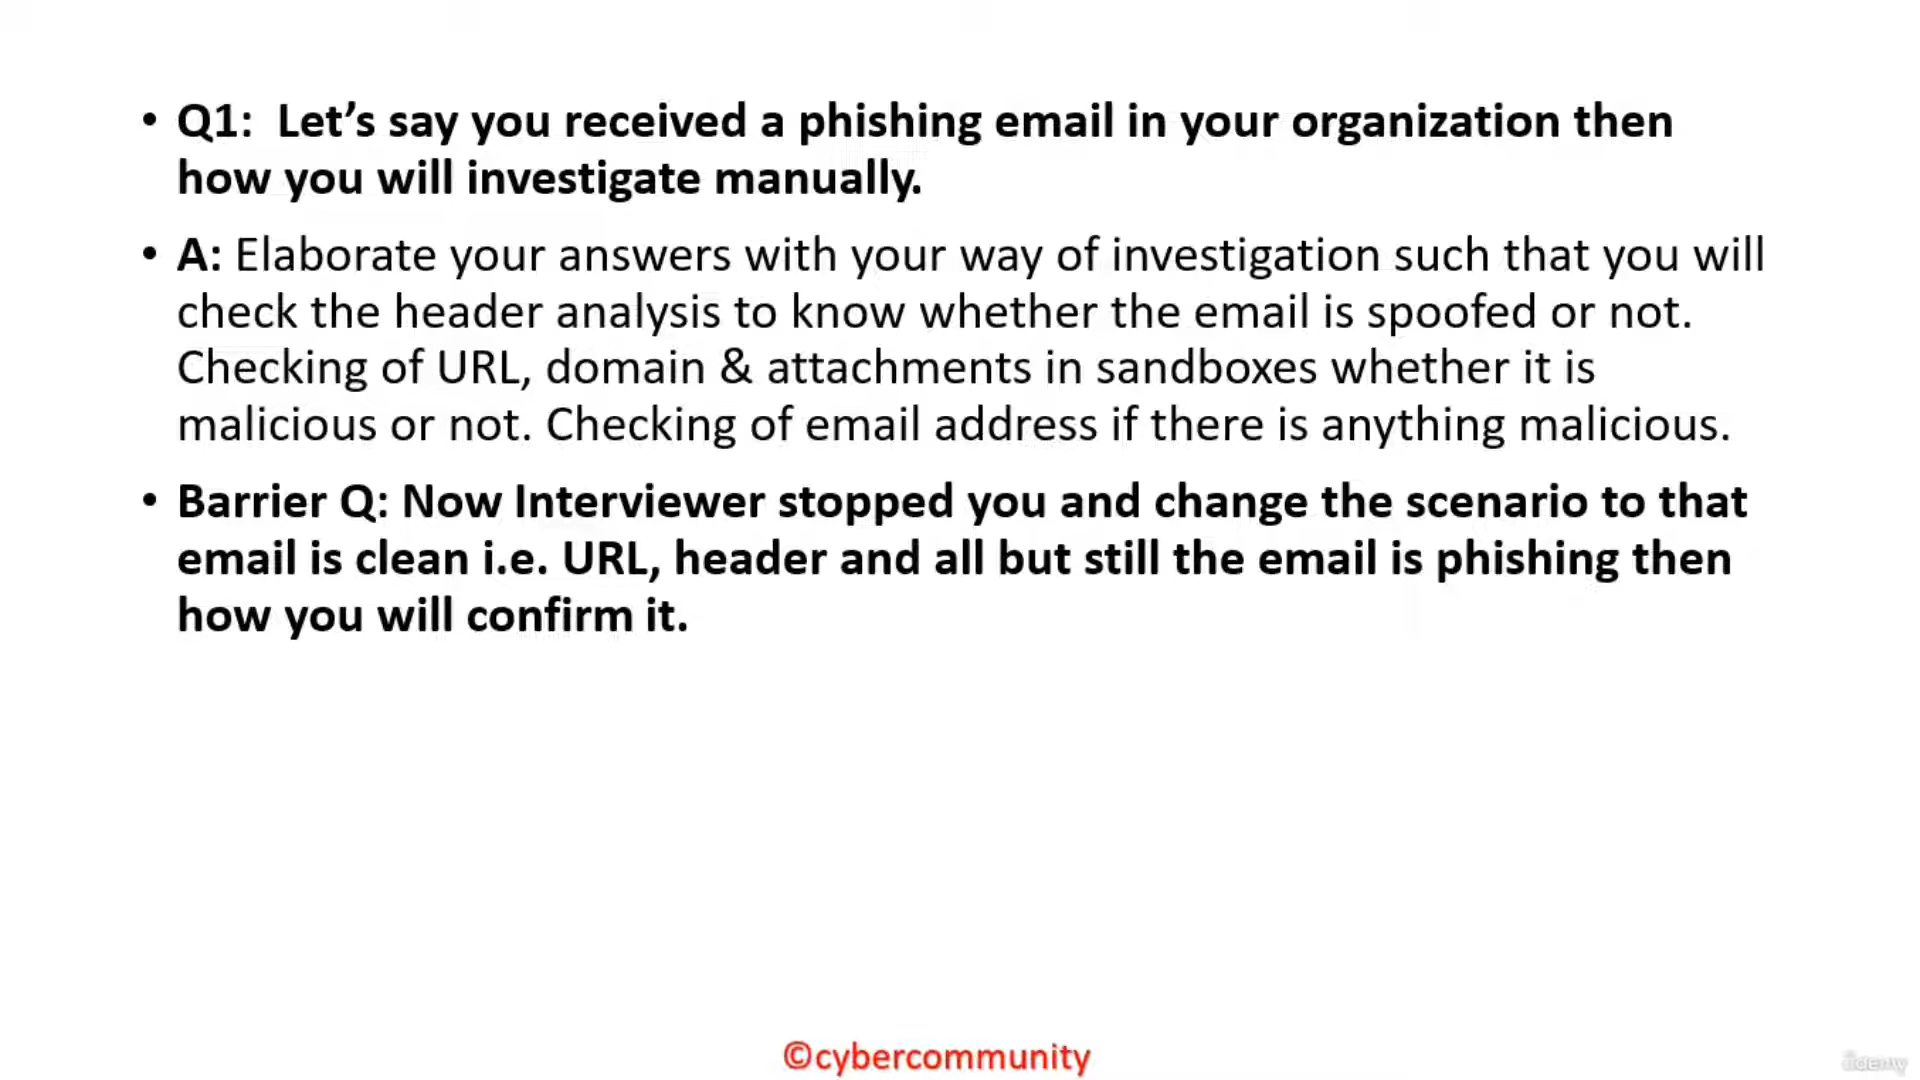 • Q1:  Let’s say you received a phishing email in your organization then
how you will investigate manually.
• A: Elaborate your answers with your way of investigation such that you will
check the header analysis to know whether the email is spoofed or not.
Checking of URL, domain & attachments in sandboxes whether it is
malicious or not. Checking of email address if there is anything malicious.
• Barrier Q: Now Interviewer stopped you and change the scenario to that
email is clean i.e. URL, header and all but still the email is phishing then
how you will confirm it.
©cybercommunity
ûdemy